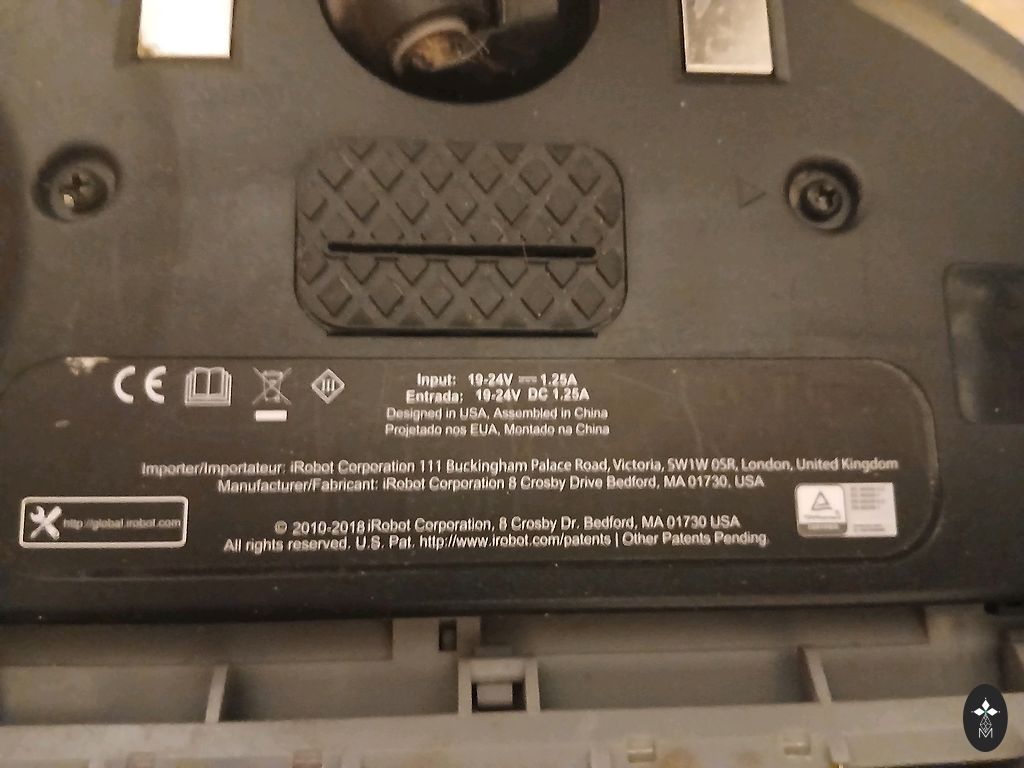 CE
III
Input: 19-24V ⎓ 1.25A
Entrada: 19-24V DC 1.25A
Designed in USA, Assembled in China
Projetado nos EUA, Montado na China
Importer/Importateur: iRobot Corporation 111 Buckingham Palace Road, Victoria, SW1W 0SR, London, United Kingdom
Manufacturer/Fabricant: iRobot Corporation 8 Crosby Drive Bedford, MA 01730, USA
http://global.irobot.com
© 2010-2018 iRobot Corporation, 8 Crosby Dr. Bedford, MA 01730 USA
All rights reserved. U.S. Pat. http://www.irobot.com/patents | Other Patents Pending.
M